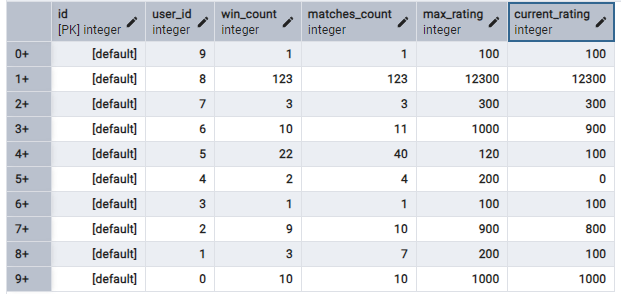 id user_id win_count matches_count max_rating current_rating
[PK] integer integer integer integer integer integer
0+ [default] 9 1 1 100 100
1+ [default] 8 123 123 12300 12300
2+ [default] 7 3 3 300 300
3+ [default] 6 10 11 1000 900
4+ [default] 5 22 40 120 100
5+ [default] 4 2 4 200 0
6+ [default] 3 1 1 100 100
7+ [default] 2 9 10 900 800
8+ [default] 1 3 7 200 100
9+ [default] 0 10 10 1000 1000